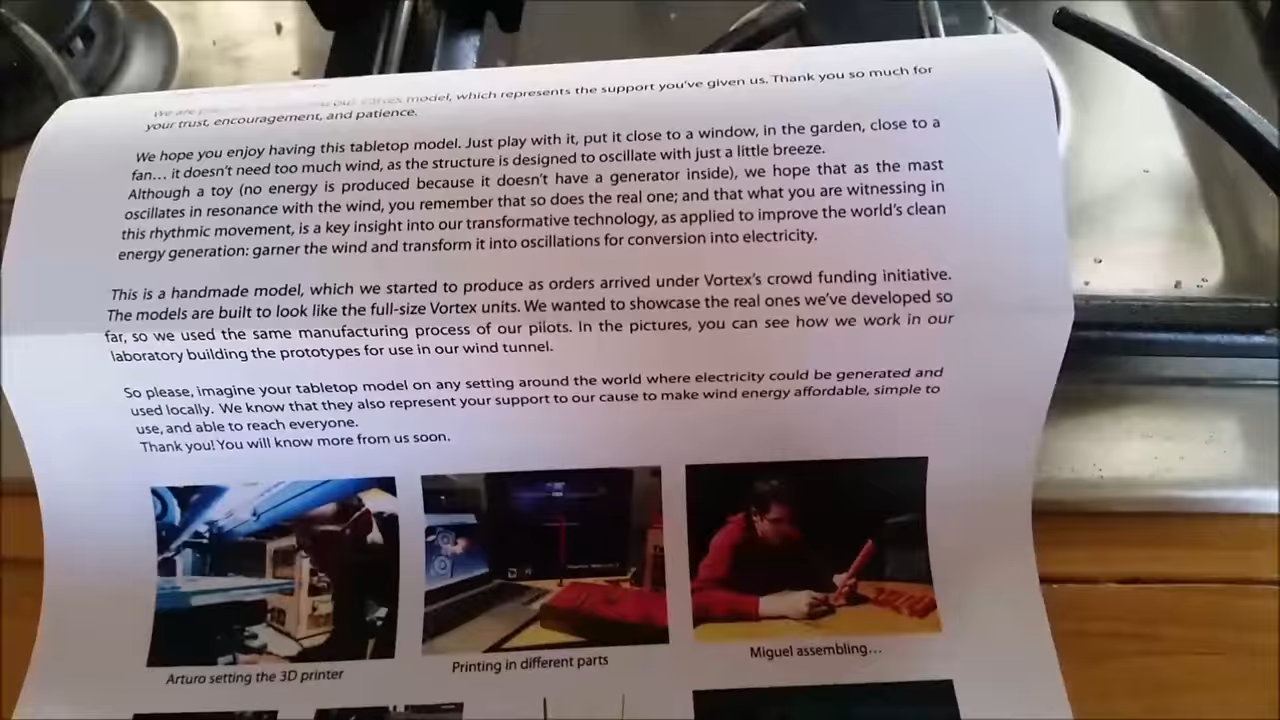 We are model, which represents the support you've given us. Thank you so much for
your trust, encouragement, and patience.
We hope you enjoy having this tabletop model. Just play with it, put it close to a window, in the garden, close to a
fan… it doesn't need too much wind, as the structure is designed to oscillate with just a little breeze.
Although a toy (no energy is produced because it doesn't have a generator inside), we hope that as the mast
oscillates in resonance with the wind, you remember that so does the real one; and that what you are witnessing in
this rhythmic movement, is a key insight into our transformative technology, as applied to improve the world's clean
energy generation: garner the wind and transform it into oscillations for conversion into electricity.
This is a handmade model, which we started to produce as orders arrived under Vortex's crowd funding initiative.
The models are built to look like the full-size Vortex units. We wanted to showcase the real ones we've developed so
far, so we used the same manufacturing process of our pilots. In the pictures, you can see how we work in our
laboratory building the prototypes for use in our wind tunnel.
So please, imagine your tabletop model on any setting around the world where electricity could be generated and
used locally. We know that they also represent your support to our cause to make wind energy affordable, simple to
use, and able to reach everyone.
Thank you! You will know more from us soon.
Arturo setting the 3D printer
Printing in different parts
Miguel assembling…